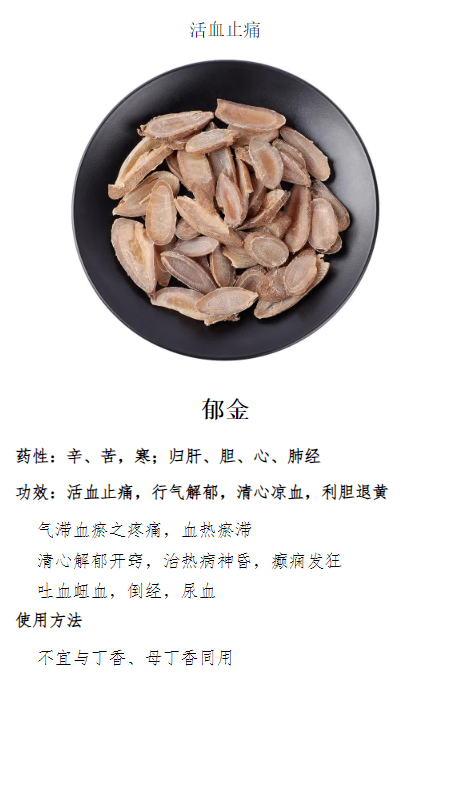 活血止痛
郁金
药性：辛、苦，寒；归肝、胆、心、肺经
功效：活血止痛，行气解郁，清心凉血，利胆退黄
气滞血瘀之疼痛，血热瘀滞
清心解郁开窍，治热病神昏，癫痫发狂
吐血衄血，倒经，尿血
使用方法
不宜与丁香、母丁香同用